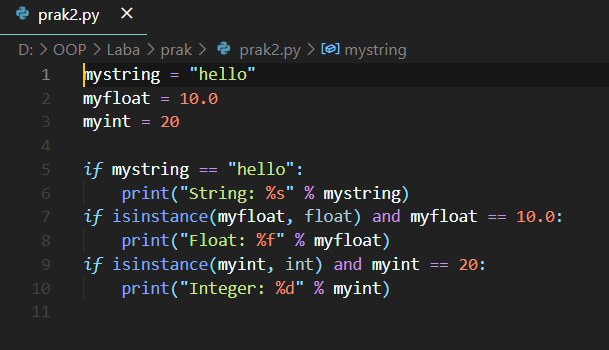 prak2.py ×
D: > OOP > Laba > prak > prak2.py > mystring
1 mystring = "hello"
2 myfloat = 10.0
3 myint = 20
4
5 if mystring == "hello":
6     print("String: %s" % mystring)
7 if isinstance(myfloat, float) and myfloat == 10.0:
8     print("Float: %f" % myfloat)
9 if isinstance(myint, int) and myint == 20:
10     print("Integer: %d" % myint)
11